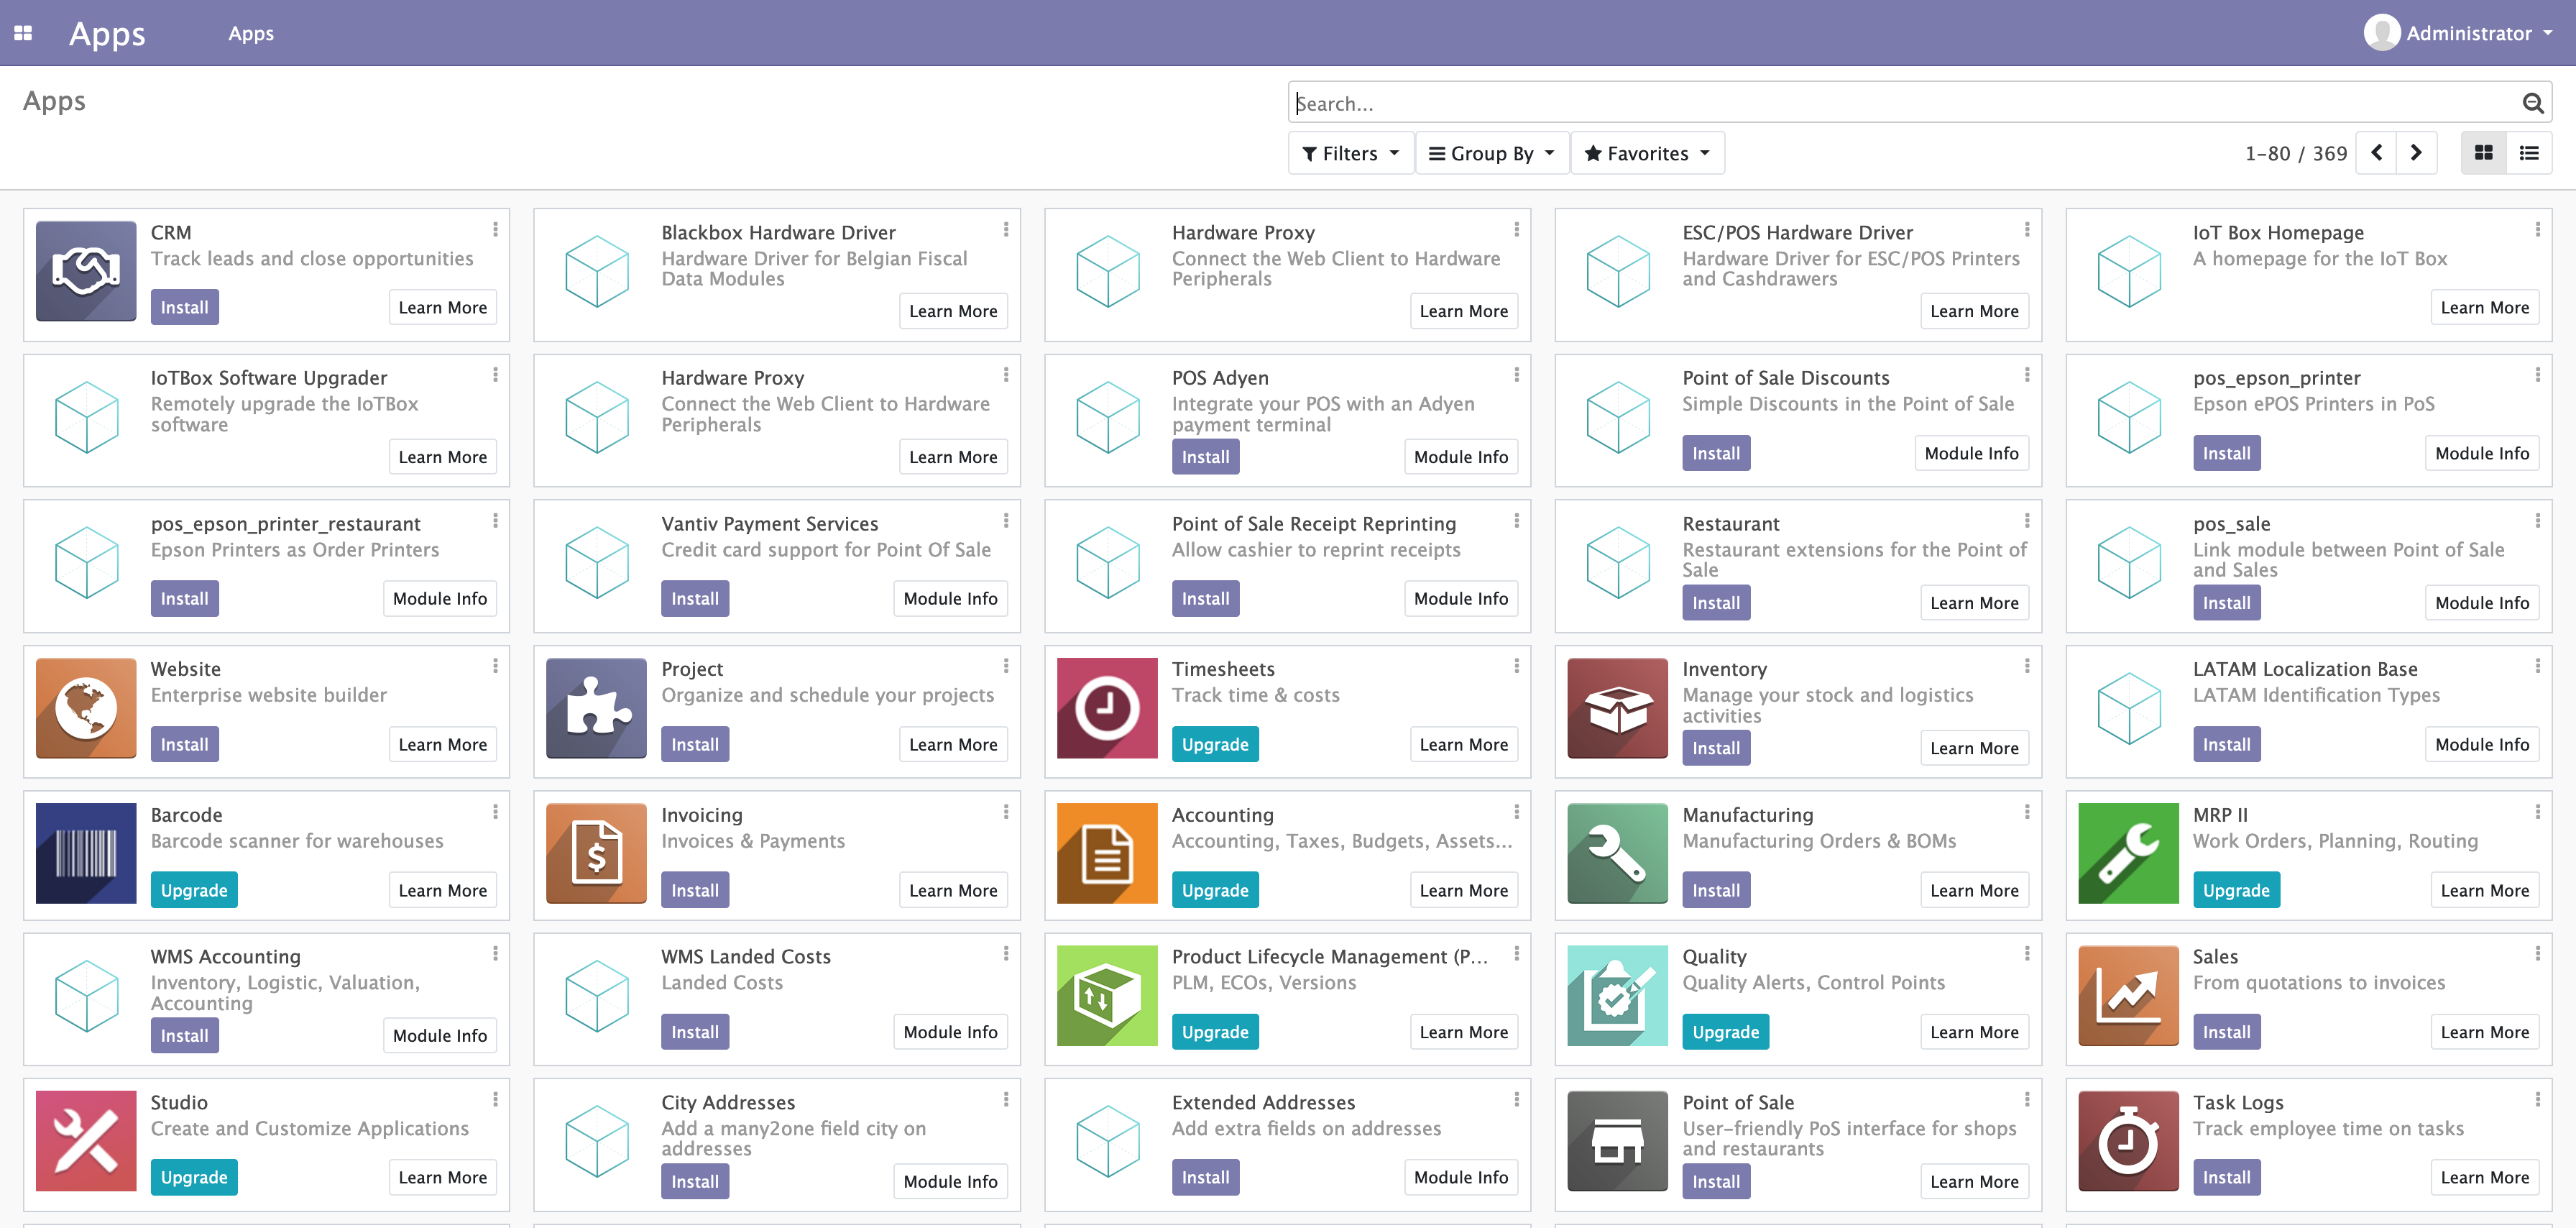 Apps
Apps
Administrator
Apps
Search...
Filters
Group By
Favorites
1-80 / 369
CRM
Track leads and close opportunities
Install
Learn More
Blackbox Hardware Driver
Hardware Driver for Belgian Fiscal
Data Modules
Learn More
Hardware Proxy
Connect the Web Client to Hardware
Peripherals
Learn More
ESC/POS Hardware Driver
Hardware Driver for ESC/POS Printers
and Cashdrawers
Learn More
IoT Box Homepage
A homepage for the IoT Box
Learn More
IoTBox Software Upgrader
Remotely upgrade the IoTBox
software
Learn More
Hardware Proxy
Connect the Web Client to Hardware
Peripherals
Learn More
POS Adyen
Integrate your POS with an Adyen
payment terminal
Install
Module Info
Point of Sale Discounts
Simple Discounts in the Point of Sale
Install
Module Info
pos_epson_printer
Epson ePOS Printers in PoS
Install
Module Info
pos_epson_printer_restaurant
Epson Printers as Order Printers
Install
Module Info
Vantiv Payment Services
Credit card support for Point Of Sale
Install
Module Info
Point of Sale Receipt Reprinting
Allow cashier to reprint receipts
Install
Module Info
Restaurant
Restaurant extensions for the Point of
Sale
Install
Learn More
pos_sale
Link module between Point of Sale
and Sales
Install
Module Info
Website
Enterprise website builder
Install
Learn More
Project
Organize and schedule your projects
Install
Learn More
Timesheets
Track time & costs
Upgrade
Learn More
Inventory
Manage your stock and logistics
activities
Install
Learn More
LATAM Localization Base
LATAM Identification Types
Install
Module Info
Barcode
Barcode scanner for warehouses
Upgrade
Learn More
Invoicing
Invoices & Payments
Install
Learn More
Accounting
Accounting, Taxes, Budgets, Assets...
Upgrade
Learn More
Manufacturing
Manufacturing Orders & BOMs
Install
Learn More
MRP II
Work Orders, Planning, Routing
Upgrade
Learn More
WMS Accounting
Inventory, Logistic, Valuation,
Accounting
Install
Module Info
WMS Landed Costs
Landed Costs
Install
Module Info
Product Lifecycle Management (P...
PLM, ECOs, Versions
Upgrade
Learn More
Quality
Quality Alerts, Control Points
Upgrade
Learn More
Sales
From quotations to invoices
Install
Learn More
Studio
Create and Customize Applications
Upgrade
Learn More
City Addresses
Add a many2one field city on
addresses
Install
Module Info
Extended Addresses
Add extra fields on addresses
Install
Module Info
Point of Sale
User-friendly PoS interface for shops
and restaurants
Install
Learn More
Task Logs
Track employee time on tasks
Install
Learn More